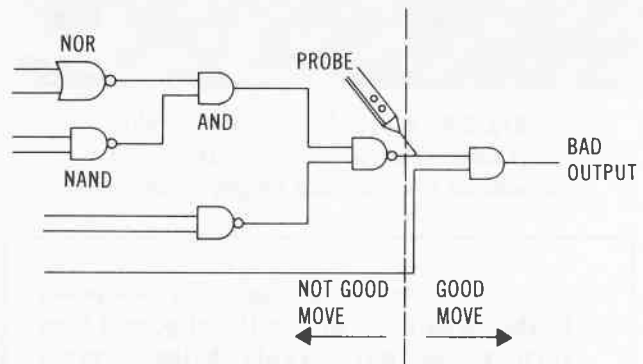 NOR
PROBE
AND
NAND
BAD
OUTPUT
NOT GOOD
MOVE
GOOD
MOVE